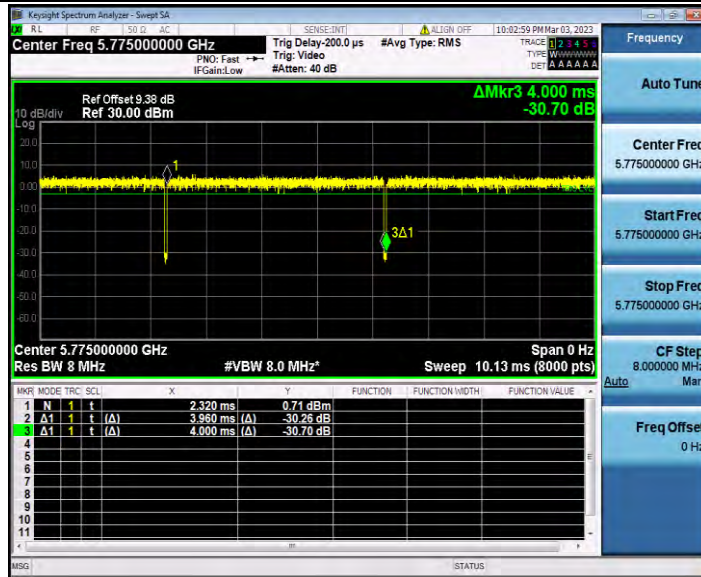 Keysight Spectrum Analyzer - Swept SA
RL RF 50 Ω AC SENSE:INT ALIGN OFF 10:02:59 PM Mar 03, 2023
Center Freq 5.775000000 GHz
PNO: Fast
IFGain:Low
Trig Delay-200.0 µs
Trig: Video
#Atten: 40 dB
#Avg Type: RMS
TRACE 1 2 3 4 5 6
TYPE
DET A A A A A A
ΔMkr3 4.000 ms
-30.70 dB
Ref Offset 9.38 dB
10 dB/div Ref 30.00 dBm
Log
20.0
10.0
0.00
-10.0
-20.0
-30.0
-40.0
-50.0
-60.0
1
3Δ1
Center 5.775000000 GHz Span 0 Hz
Res BW 8 MHz #VBW 8.0 MHz* Sweep 10.13 ms (8000 pts)
MKR MODE TRC SCL X Y FUNCTION FUNCTION WIDTH FUNCTION VALUE
1 N 1 t 2.320 ms 0.71 dBm
2 Δ1 1 t (Δ) 3.960 ms (Δ) -30.26 dB
3 Δ1 1 t (Δ) 4.000 ms (Δ) -30.70 dB
4
5
6
7
8
9
10
11
MSG STATUS
Frequency
Auto Tune
Center Freq
5.775000000 GHz
Start Freq
5.775000000 GHz
Stop Freq
5.775000000 GHz
CF Step
8.000000 MHz
Auto Man
Freq Offset
0 Hz